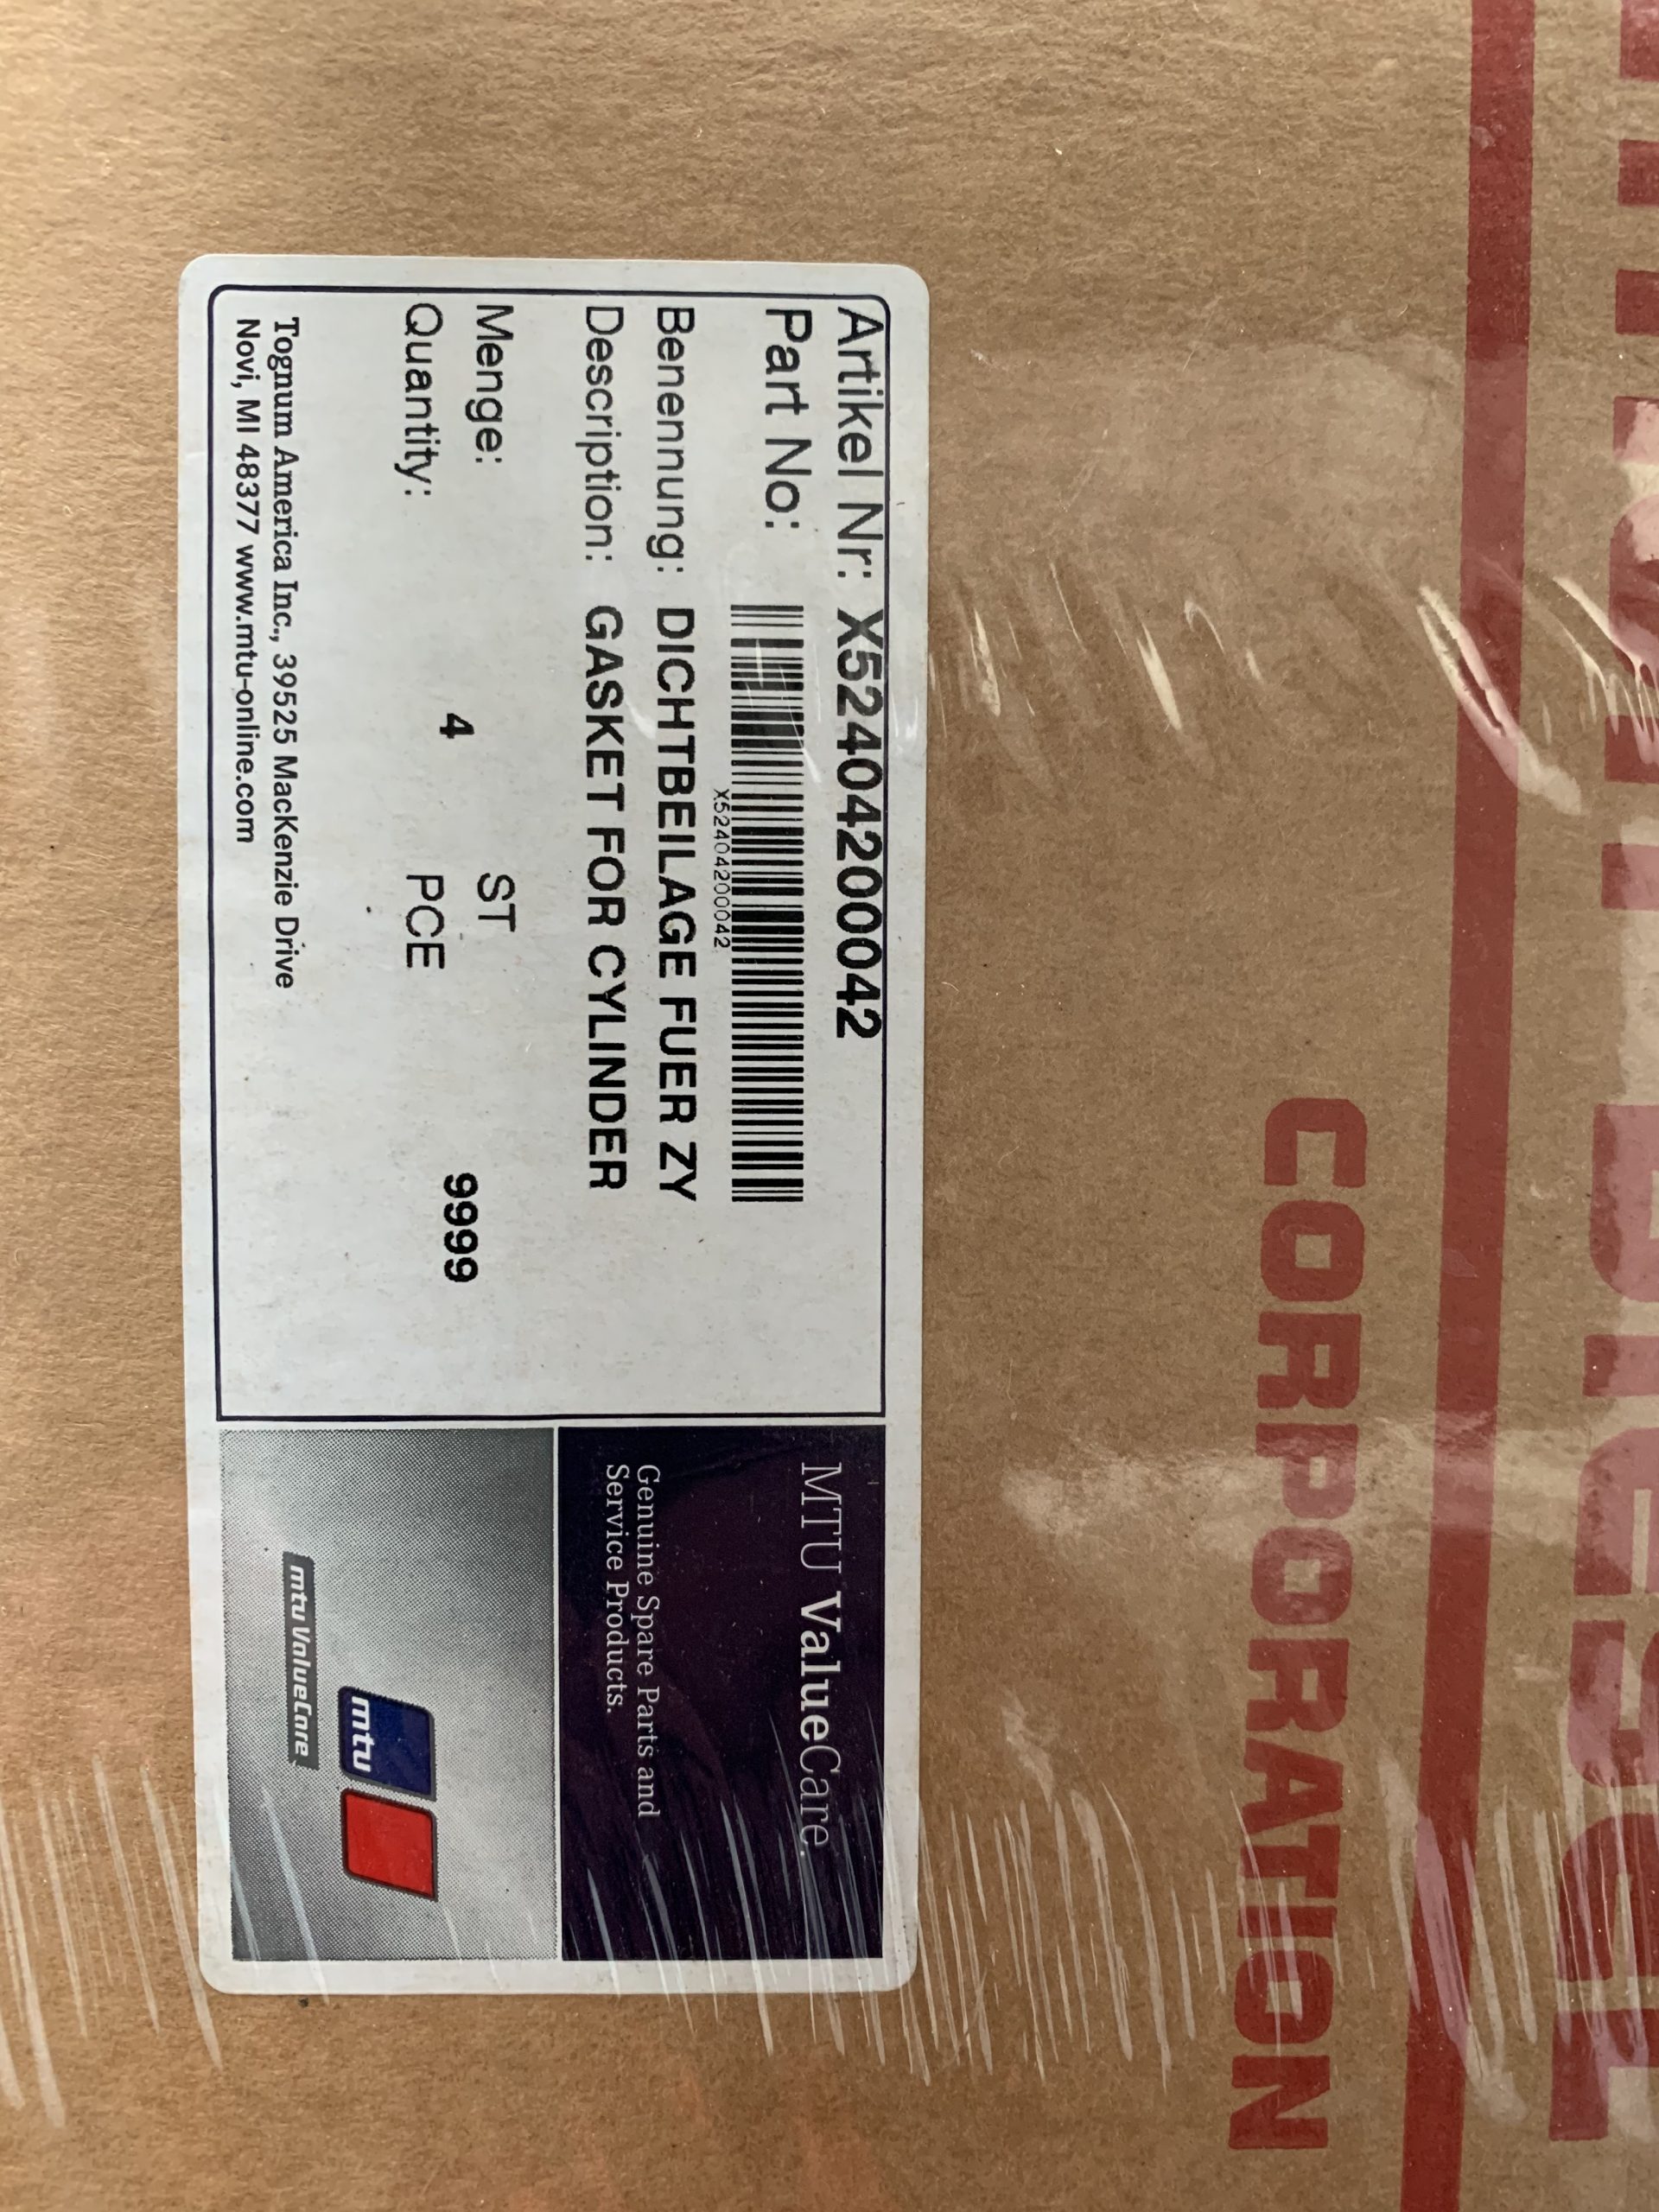 Artikel Nr: X52404200042
Part No:
X52404200042
Benennung: DICHTBEILAGE FUER ZY
Description: GASKET FOR CYLINDER
Menge: ST
4 9999
Quantity: PCE
Tognum America Inc., 39525 MacKenzie Drive
Novi, MI 48377 www.mtu-online.com
MTU ValueCare
Genuine Spare Parts and
Service Products.
mtu
mtu ValueCare
DIESEL
CORPORATION